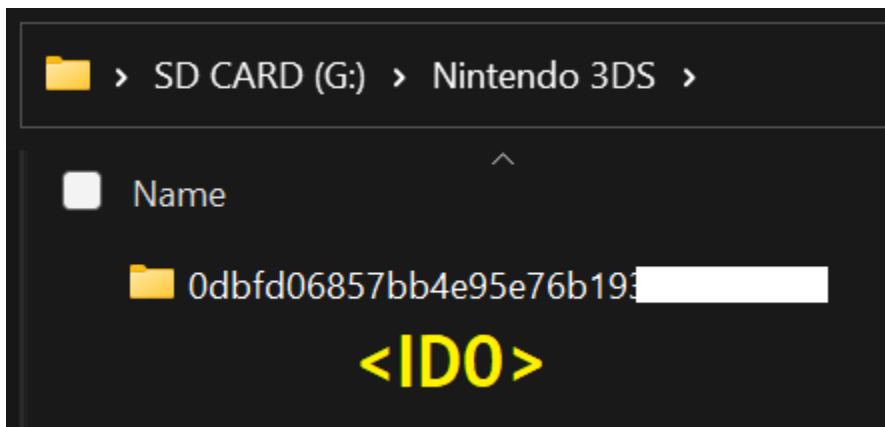 SD CARD (G:) > Nintendo 3DS >
Name
0dbfd06857bb4e95e76b193
<ID0>